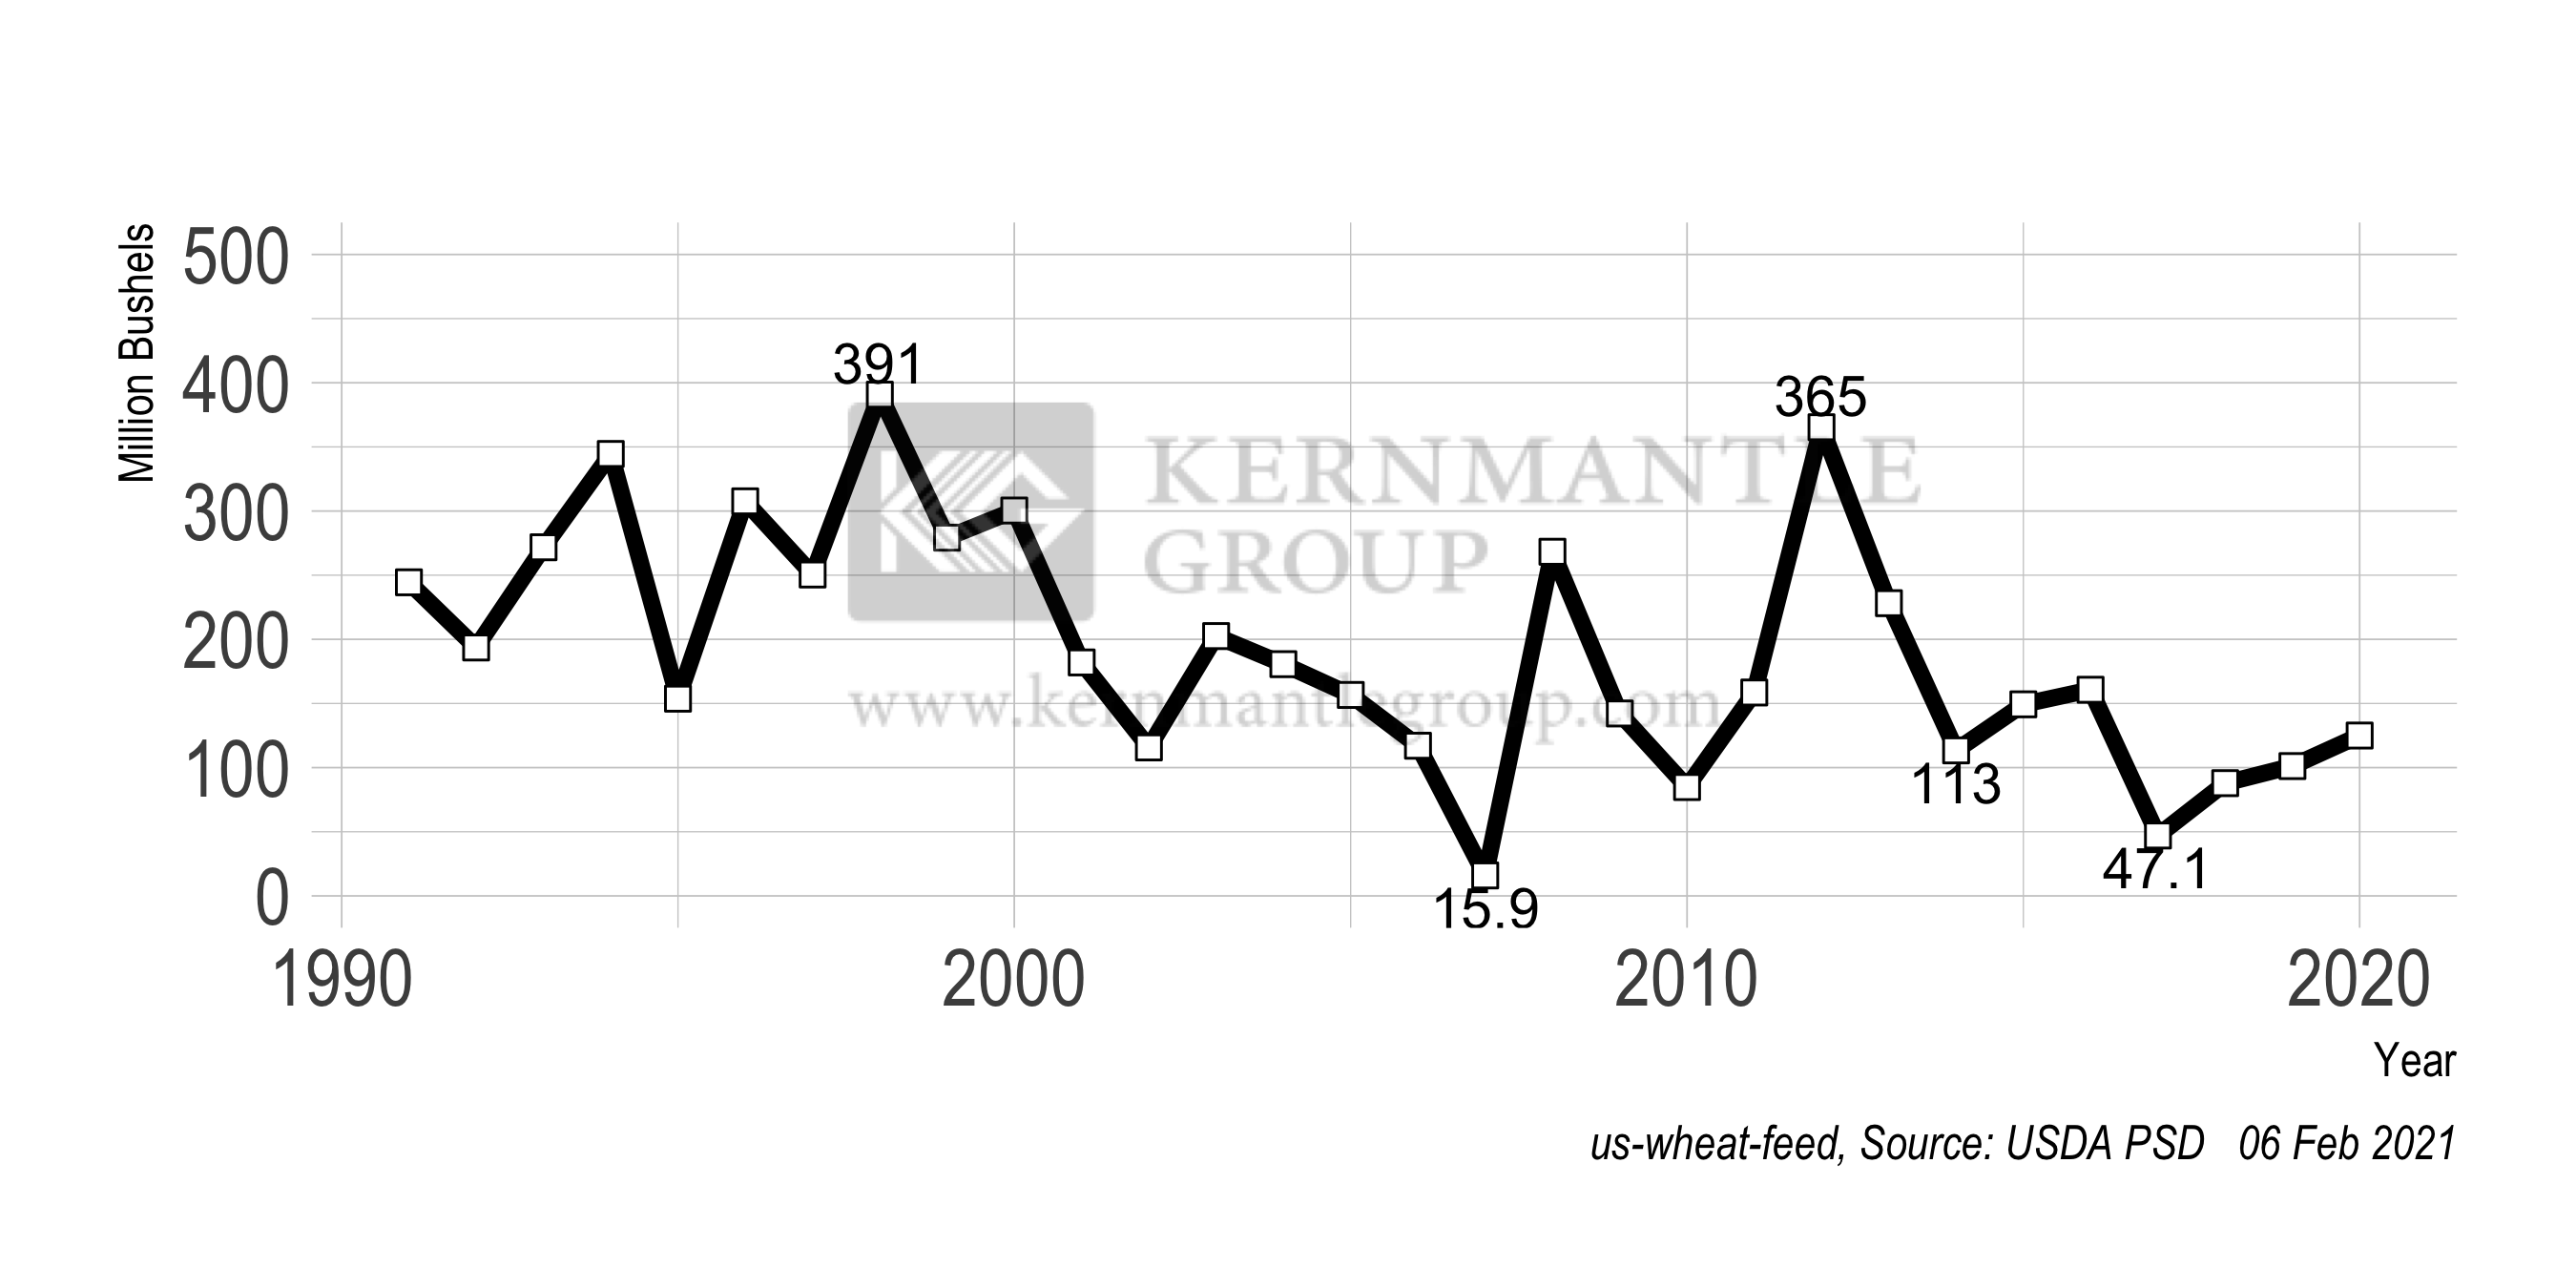 Million Bushels
500
400
300
200
100
0
391
365
113
47.1
15.9
KERNMANTLE
GROUP
www.kernmantlegroup.com
1990 2000 2010 2020
Year
us-wheat-feed, Source: USDA PSD 06 Feb 2021